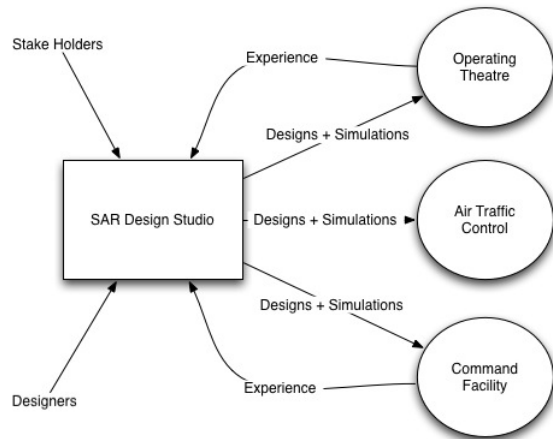 Stake Holders
Experience
Operating
Theatre
Designs + Simulations
SAR Design Studio
Designs + Simulations
Air Traffic
Control
Designs + Simulations
Experience
Command
Facility
Designers